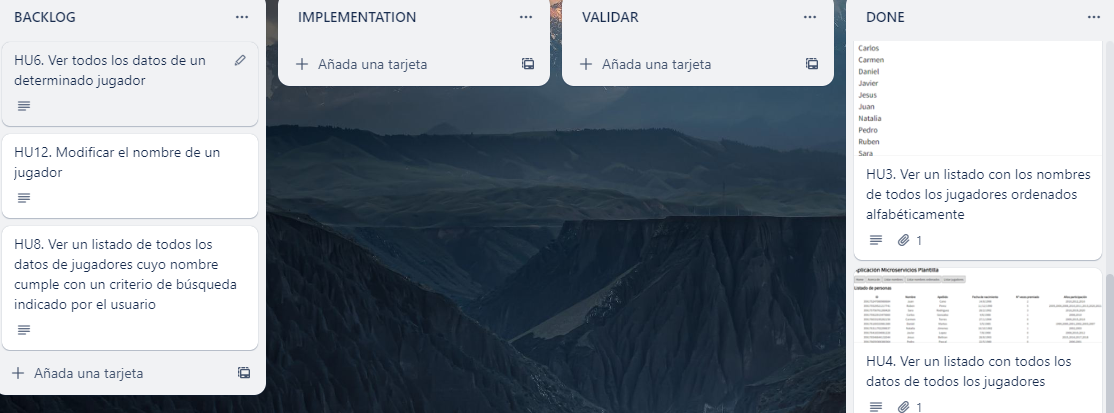 BACKLOG
HU6. Ver todos los datos de un
determinado jugador
HU12. Modificar el nombre de un
jugador
HU8. Ver un listado de todos los
datos de jugadores cuyo nombre
cumple con un criterio de búsqueda
indicado por el usuario
Añada una tarjeta
IMPLEMENTATION
Añada una tarjeta
VALIDAR
Añada una tarjeta
DONE
Carlos
Carmen
Daniel
Javier
Jesus
Juan
Natalia
Pedro
Ruben
Sara
HU3. Ver un listado con los nombres
de todos los jugadores ordenados
alfabéticamente
1
plicación Microservicios Plantilla
Listado de personas
HU4. Ver un listado con todos los
datos de todos los jugadores
1